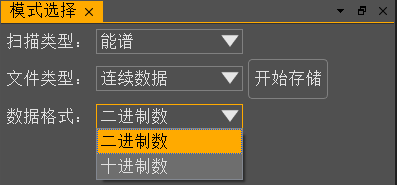 模式选择
扫描类型： 能谱
文件类型： 连续数据 开始存储
数据格式： 二进制数
二进制数
十进制数